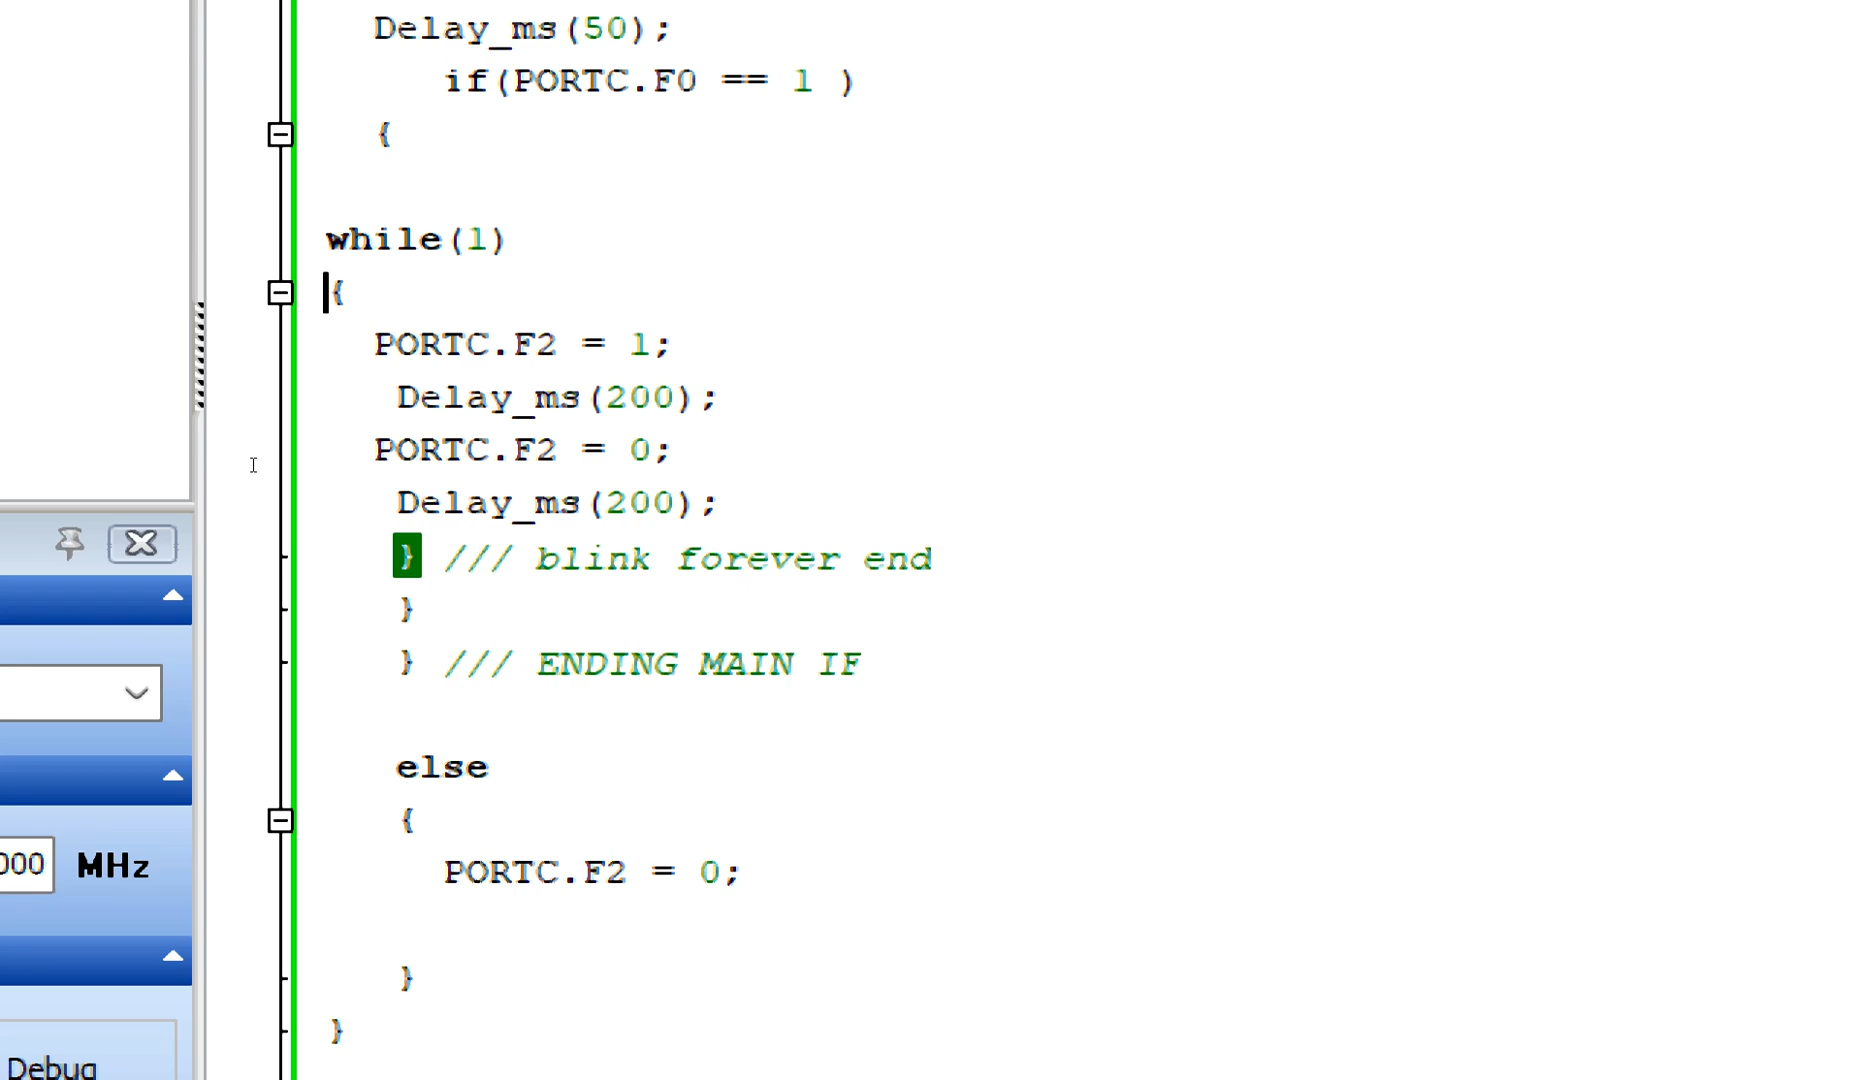 Delay_ms(50);
if(PORTC.F0 == 1 )
{
while(1)
{
PORTC.F2 = 1;
Delay_ms(200);
PORTC.F2 = 0;
Delay_ms(200);
} /// blink forever end
}
} /// ENDING MAIN IF
else
{
000 MHz
PORTC.F2 = 0;
}
}
Debug